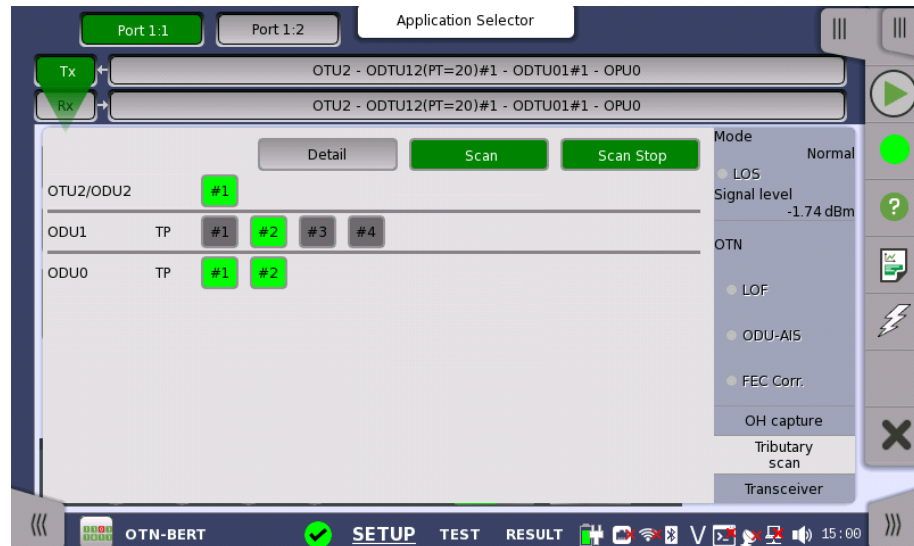 Port 1:1 Port 1:2 Application Selector
Tx OTU2 - ODTU12(PT=20)#1 - ODTU01#1 - OPU0
Rx OTU2 - ODTU12(PT=20)#1 - ODTU01#1 - OPU0
Detail Scan Scan Stop
OTU2/ODU2 #1
ODU1 TP #1 #2 #3 #4
ODU0 TP #1 #2
Mode
Normal
LOS
Signal level
-1.74 dBm
OTN
LOF
ODU-AIS
FEC Corr.
OH capture
Tributary
scan
Transceiver
OTN-BERT SETUP TEST RESULT 15:00